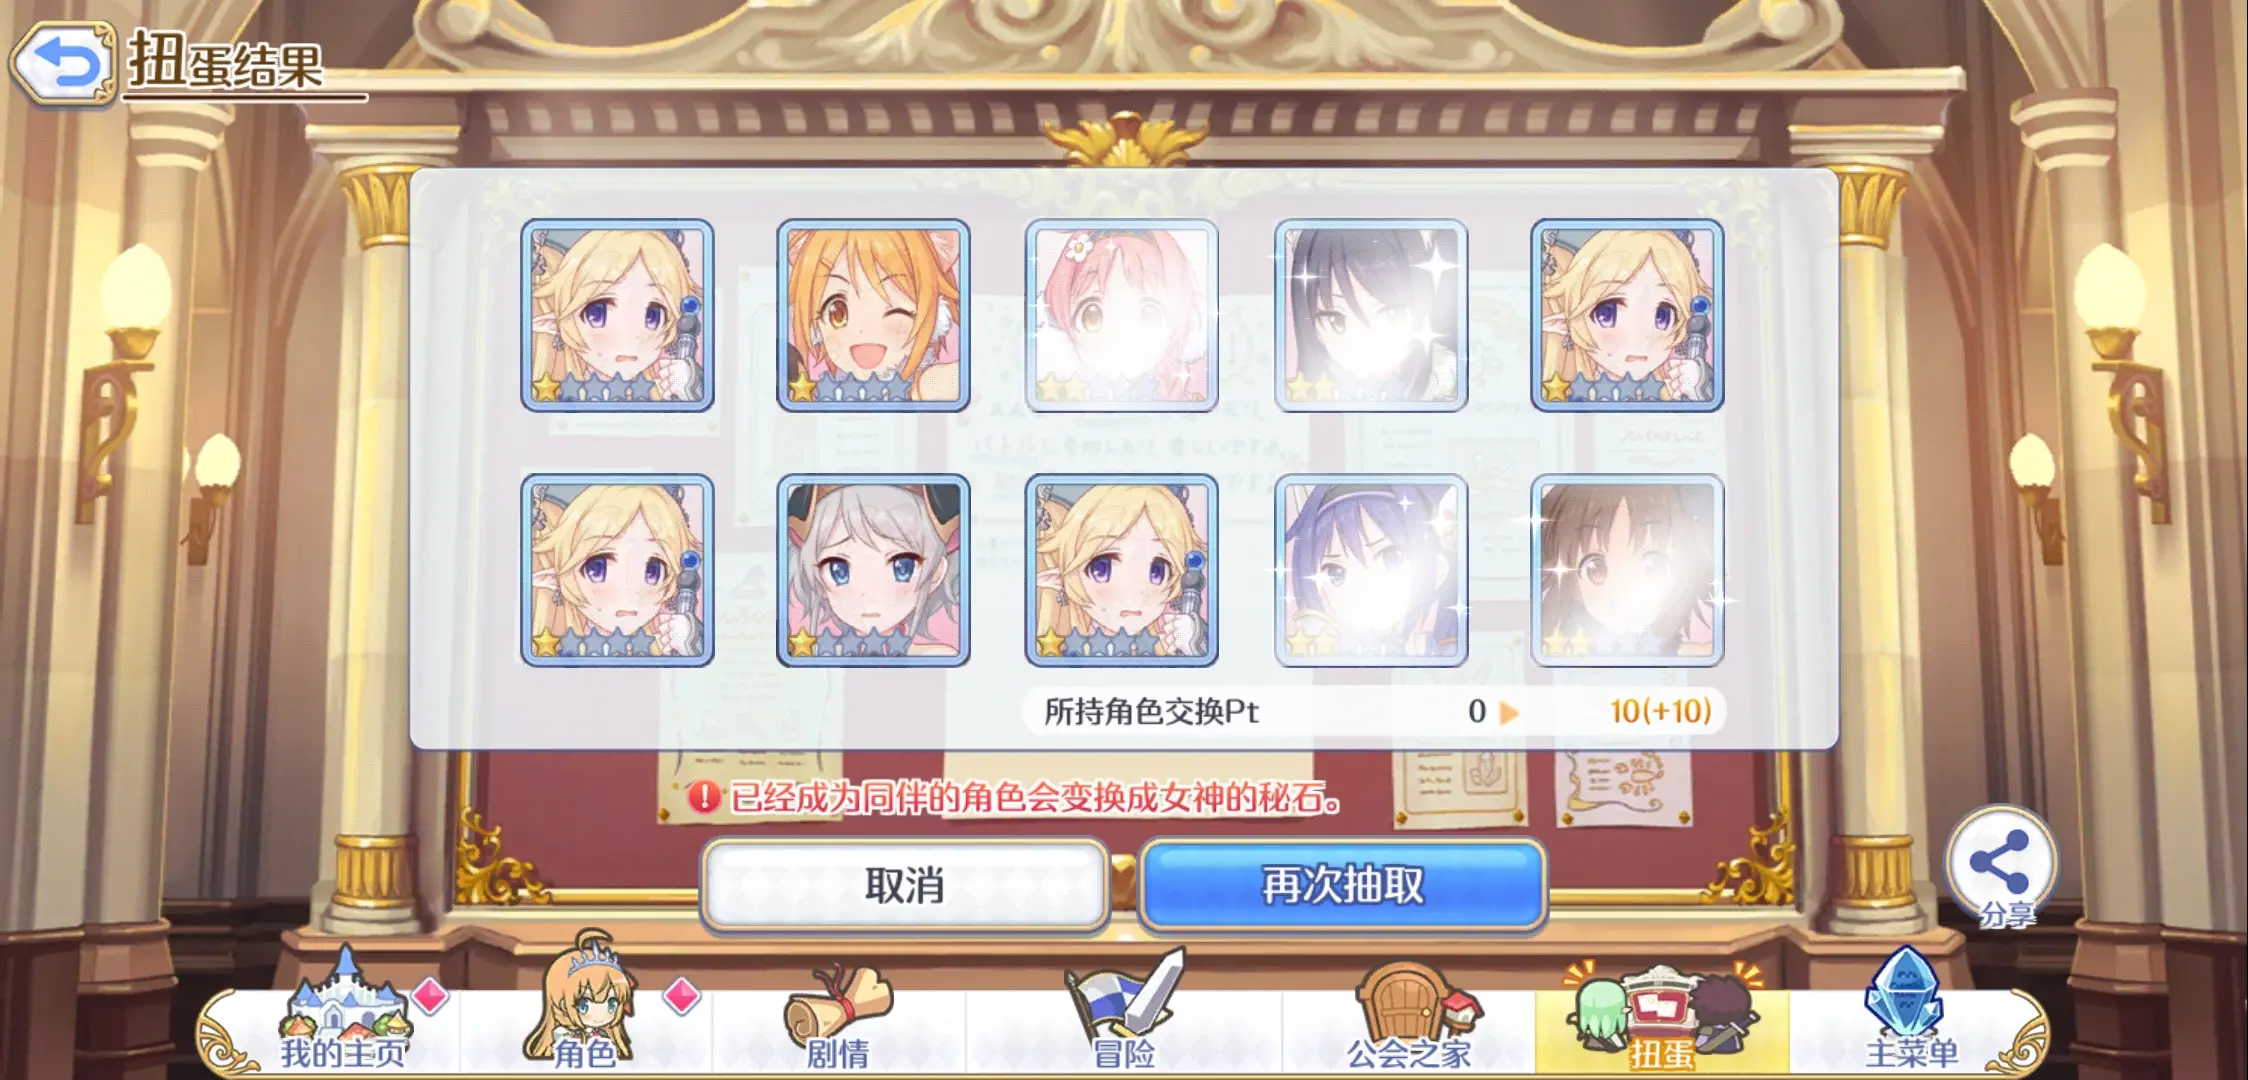 扭蛋结果
所持角色交换Pt 0 10(+10)
已经成为同伴的角色会变换成女神的秘石。
取消
再次抽取
分享
我的主页
角色
剧情
冒险
公会之家
扭蛋
主菜单